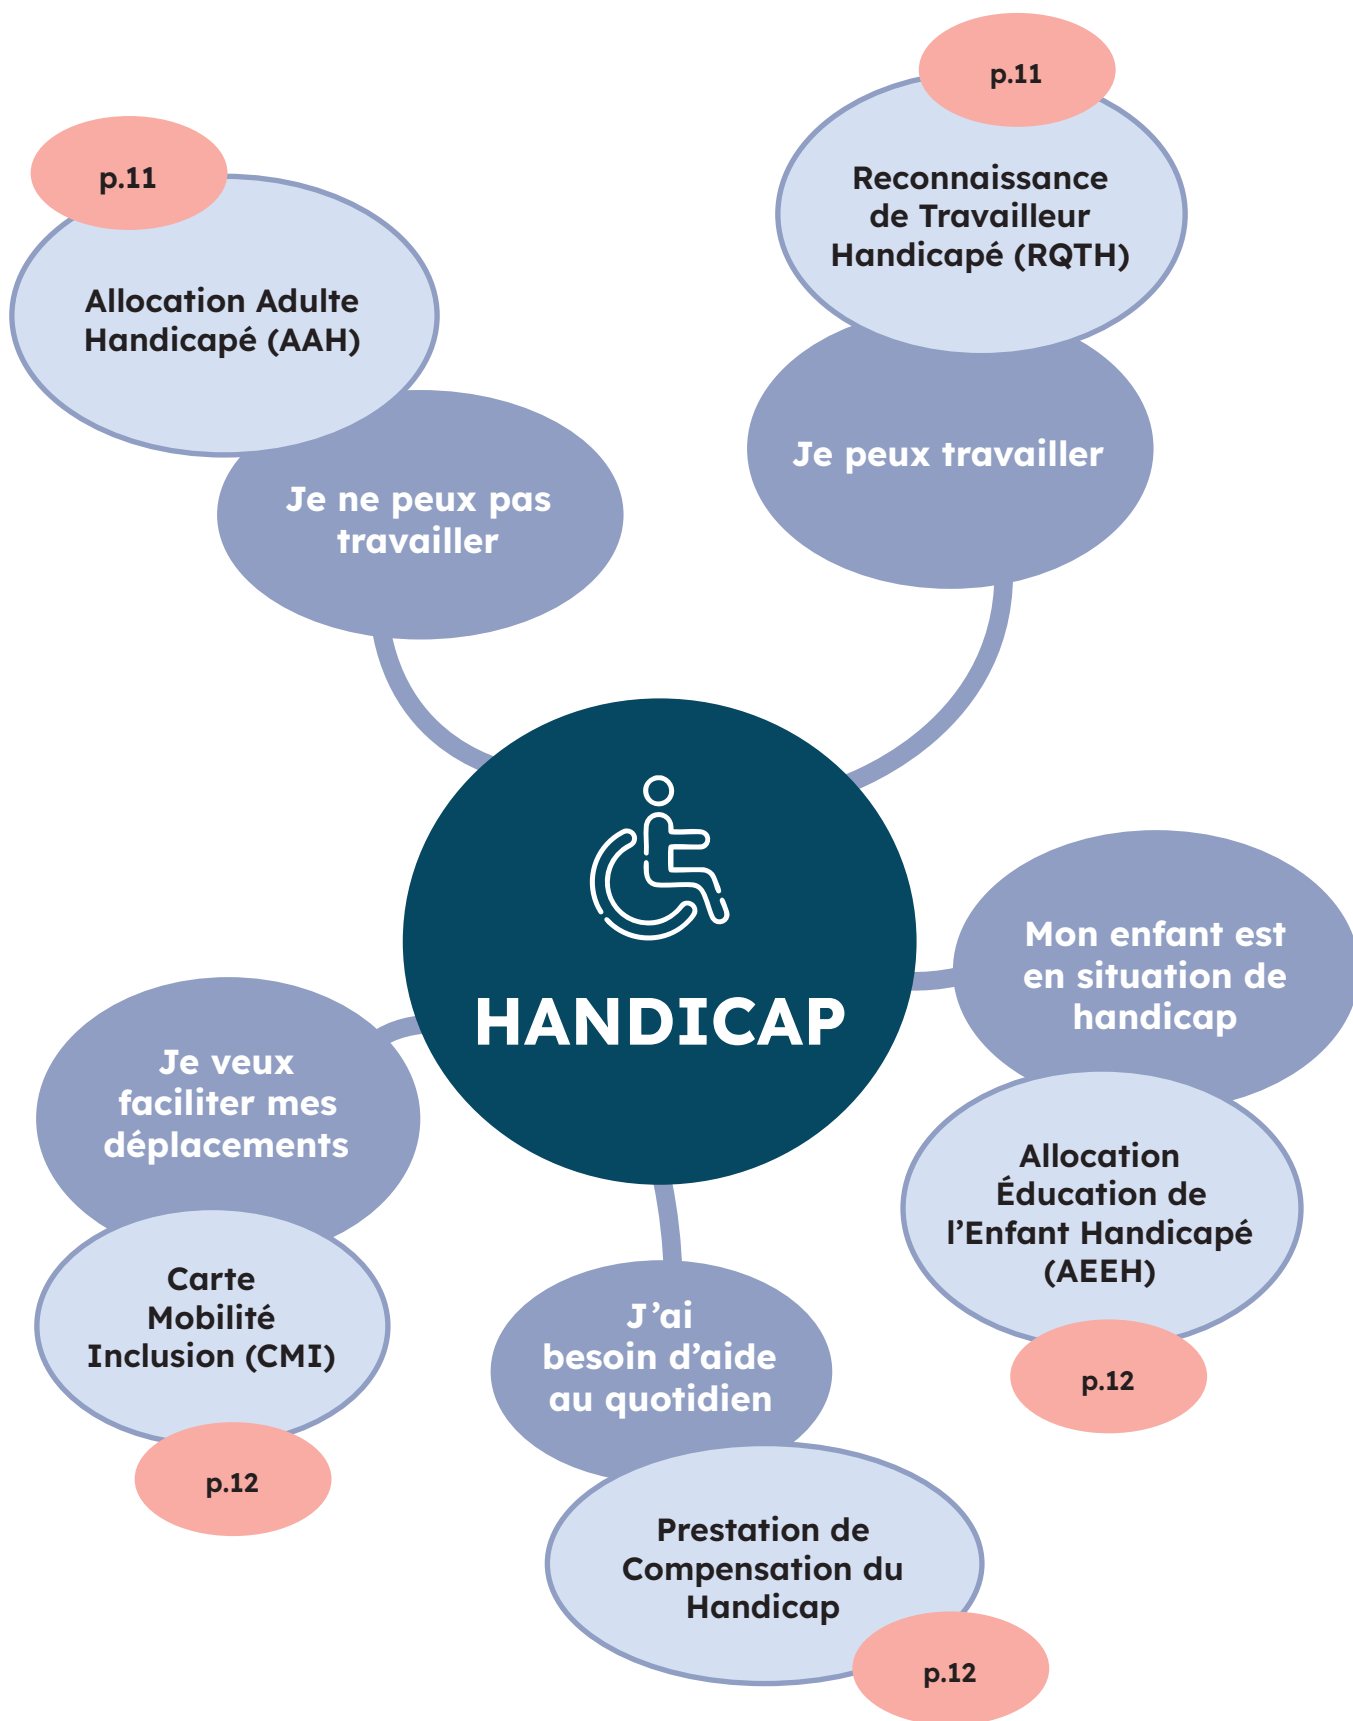 p.11
Allocation Adulte
Handicapé (AAH)
Je ne peux pas
travailler
p.11
Reconnaissance
de Travailleur
Handicapé (RQTH)
Je peux travailler
HANDICAP
Mon enfant est
en situation de
handicap
Allocation
Éducation de
l’Enfant Handicapé
(AEEH)
p.12
Je veux
faciliter mes
déplacements
Carte
Mobilité
Inclusion (CMI)
p.12
J’ai
besoin d’aide
au quotidien
Prestation de
Compensation du
Handicap
p.12